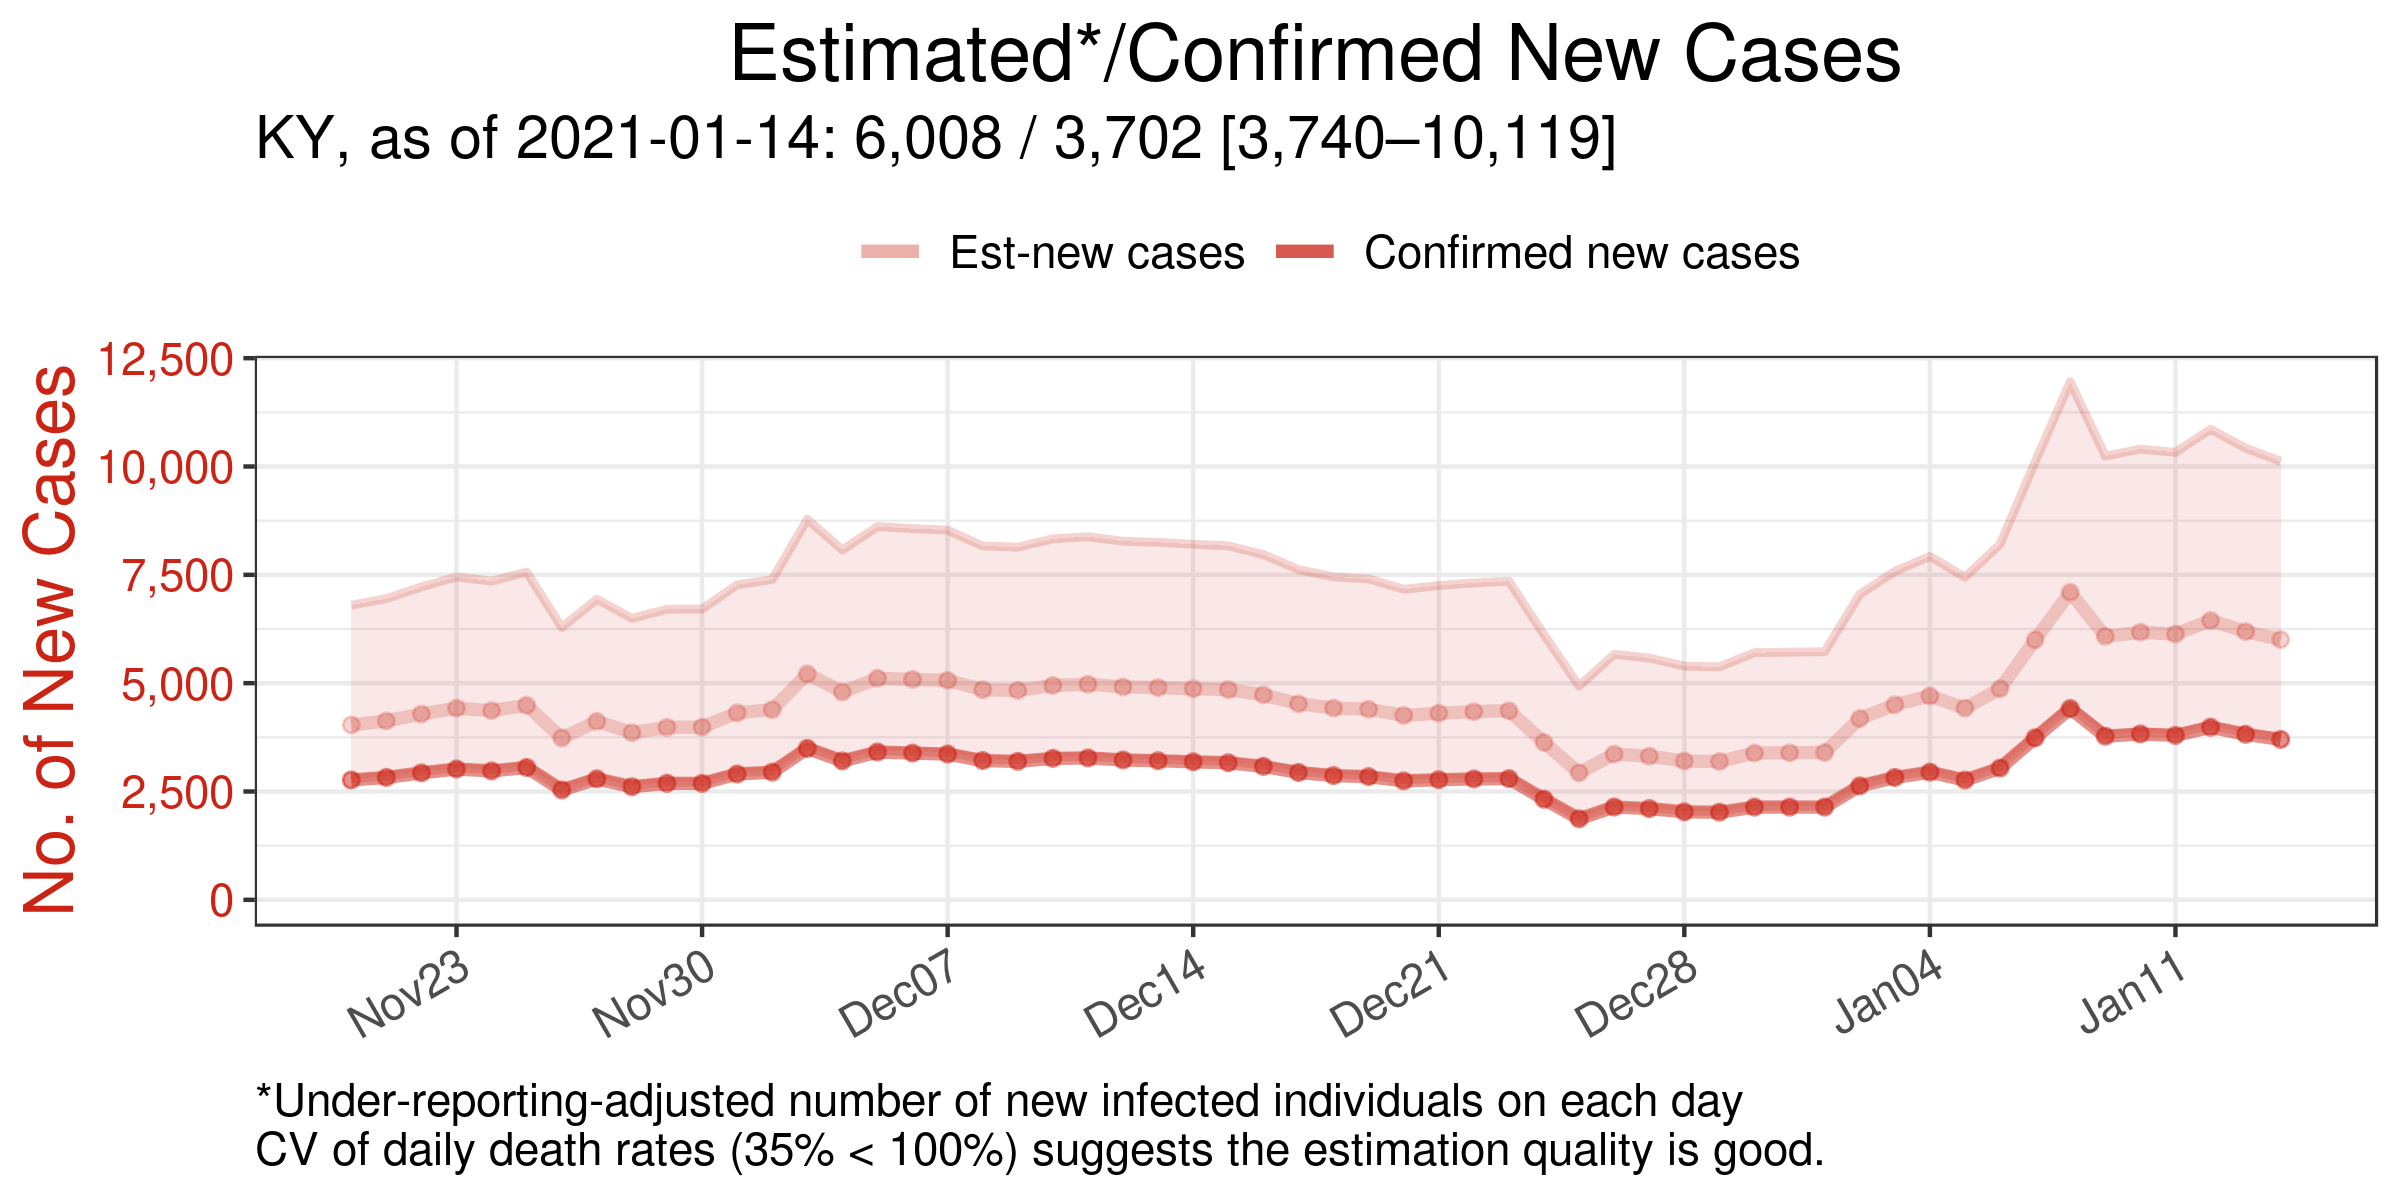 Estimated*/Confirmed New Cases
KY, as of 2021-01-14: 6,008 / 3,702 [3,740–10,119]
Est-new cases Confirmed new cases
No. of New Cases
12,500
10,000
7,500
5,000
2,500
0
Nov23 Nov30 Dec07 Dec14 Dec21 Dec28 Jan04 Jan11
*Under-reporting-adjusted number of new infected individuals on each day
CV of daily death rates (35% < 100%) suggests the estimation quality is good.